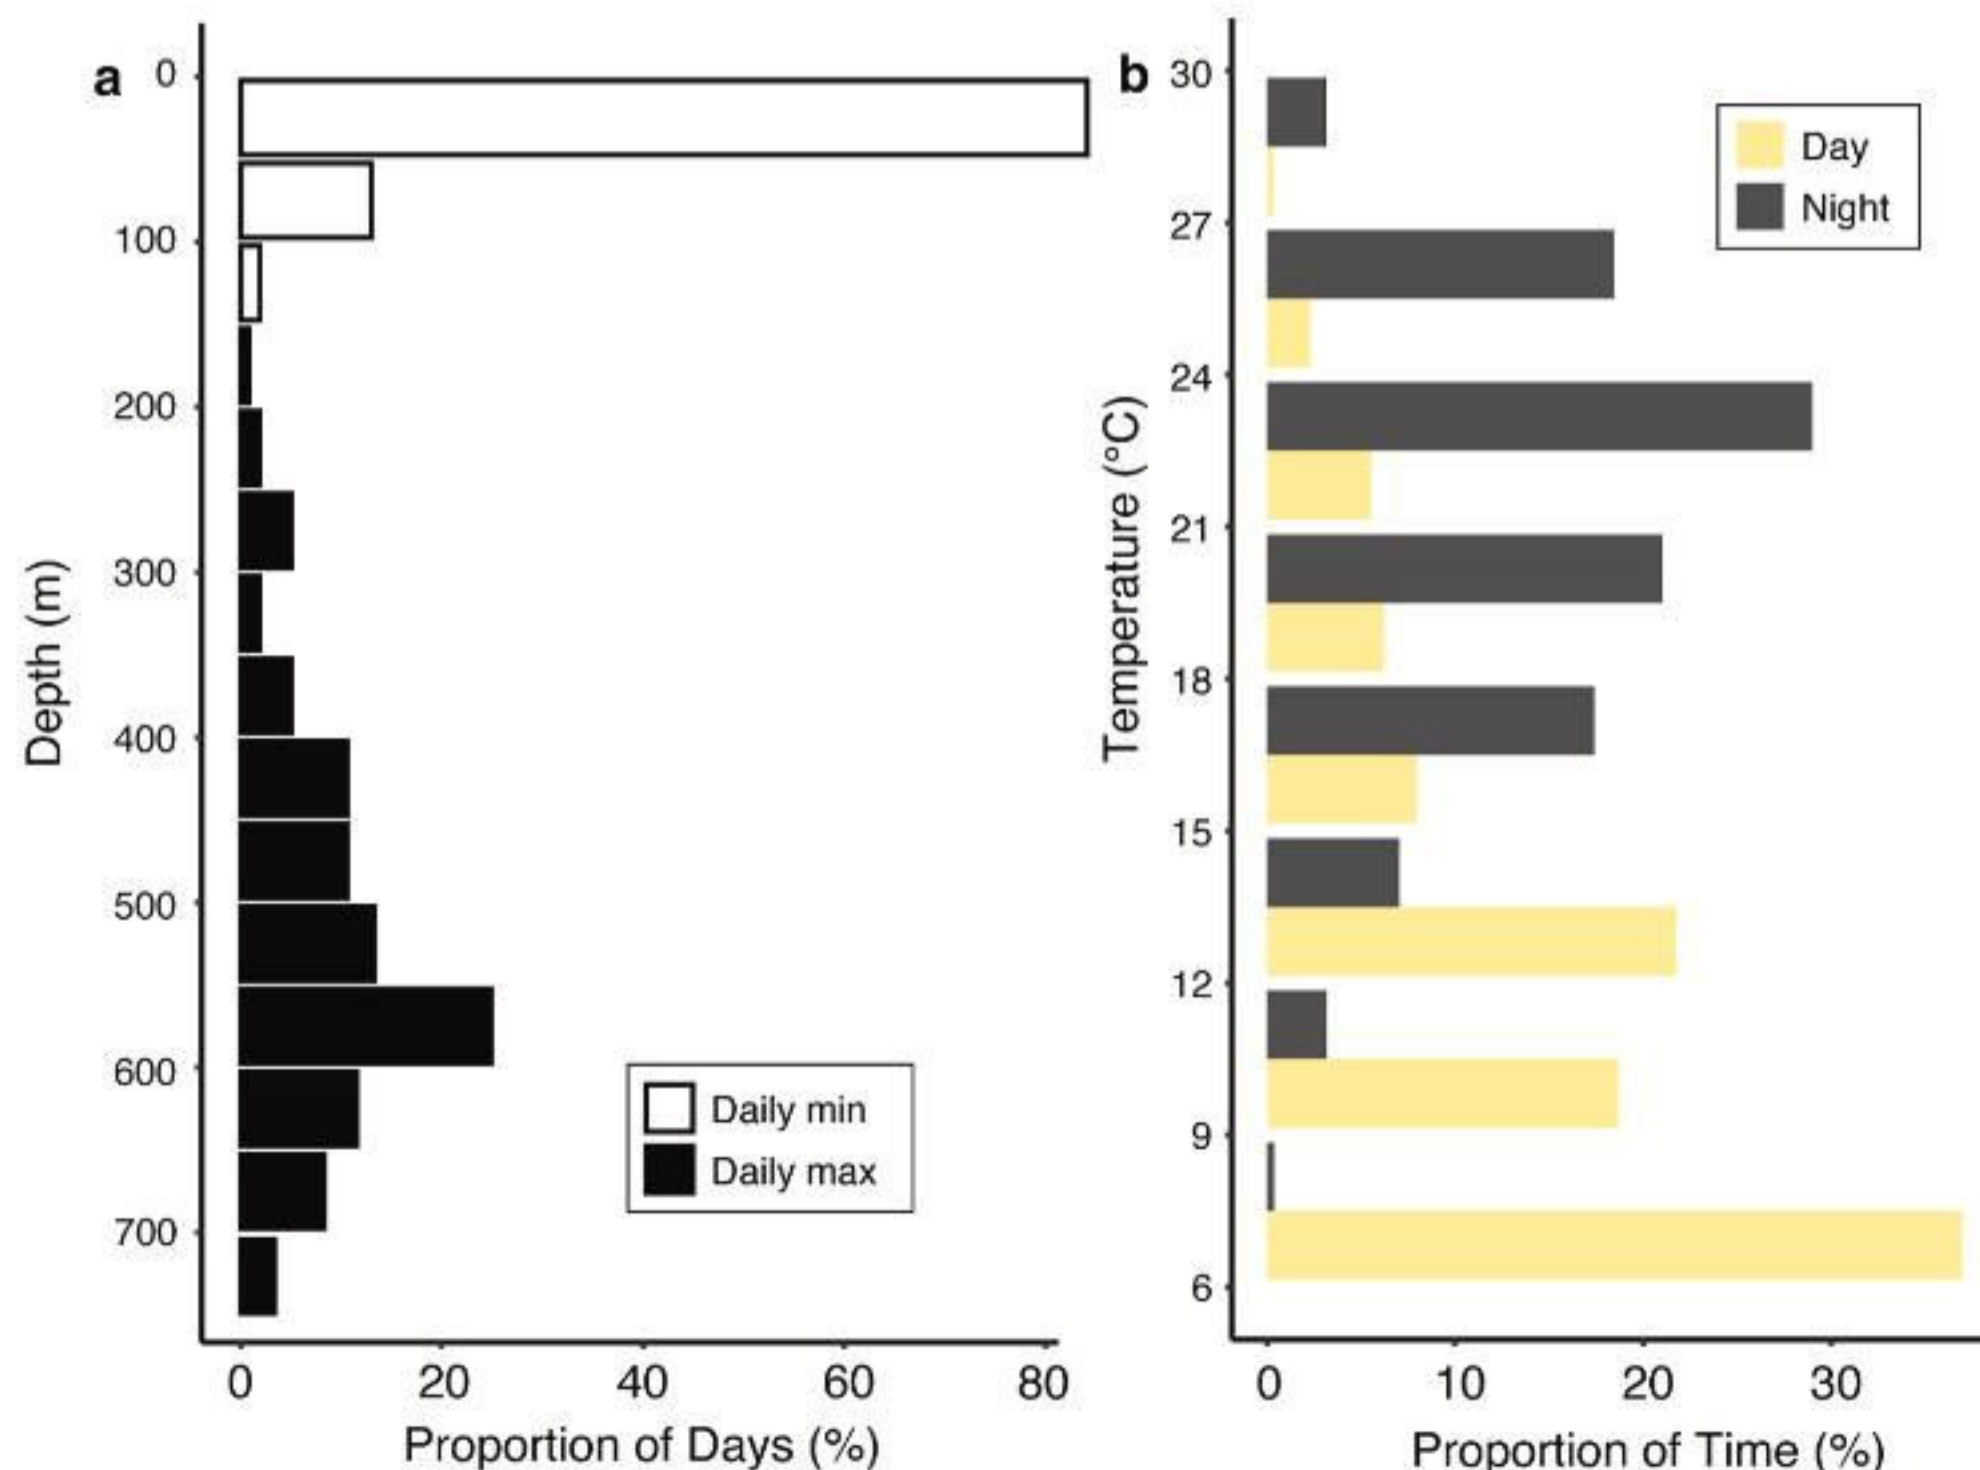 a
0
100
200
300
400
500
600
700
Depth (m)
Daily min
Daily max
0 20 40 60 80
Proportion of Days (%)
b
30
27
24
21
18
15
12
9
6
Temperature (°C)
Day
Night
0 10 20 30
Proportion of Time (%)